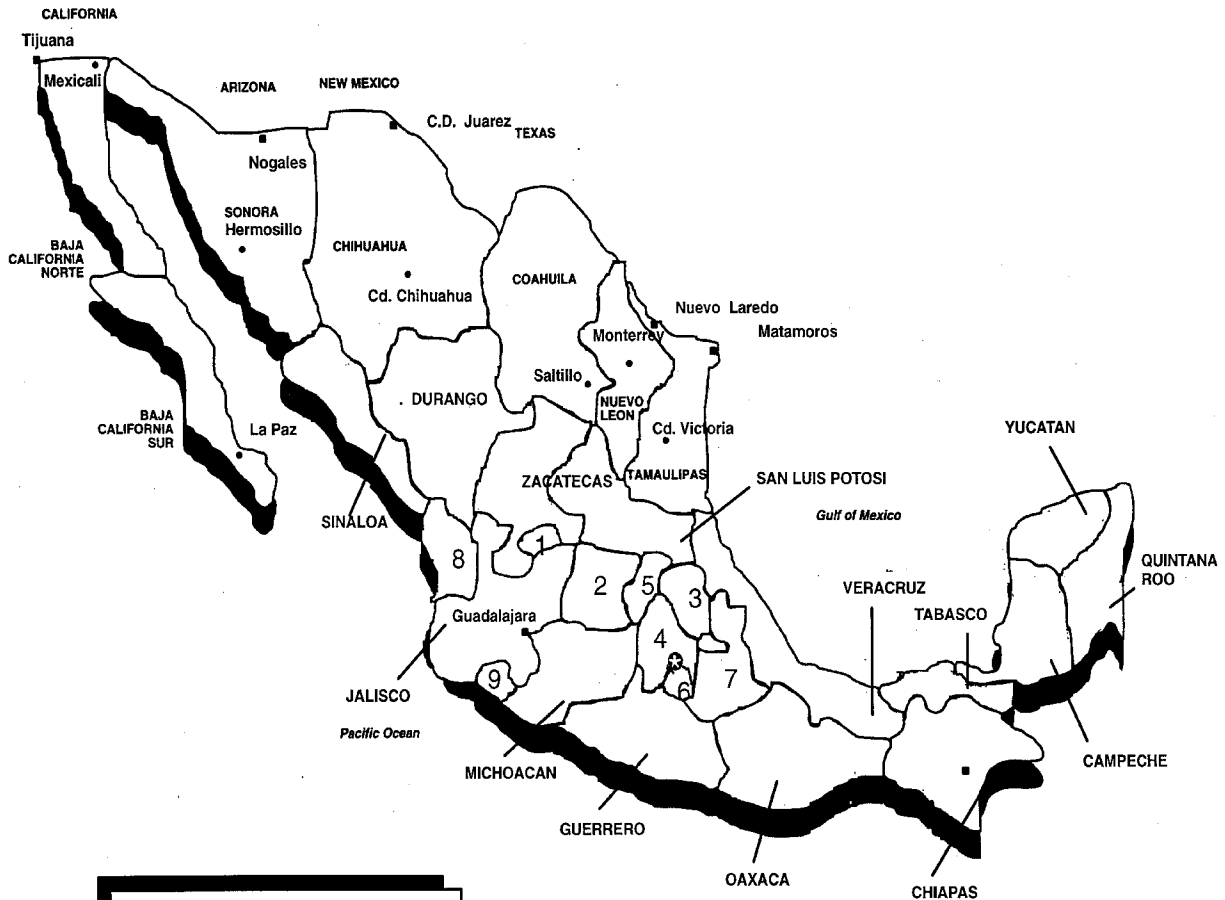 CALIFORNIA
Tijuana
Mexicali
ARIZONA
NEW MEXICO
C.D. Juarez
TEXAS
Nogales
SONORA
Hermosillo
BAJA
CALIFORNIA
NORTE
CHIHUAHUA
Cd. Chihuahua
COAHUILA
Nuevo Laredo
Matamoros
Monterrey
Saltillo
NUEVO
LEON
DURANGO
BAJA
CALIFORNIA
SUR
La Paz
Cd. Victoria
YUCATAN
ZACATECAS
TAMAULIPAS
SAN LUIS POTOSI
SINALOA
Gulf of Mexico
1
8
2
5
3
QUINTANA
ROO
VERACRUZ
TABASCO
Guadalajara
4
9
6
7
JALISCO
Pacific Ocean
MICHOACAN
CAMPECHE
GUERRERO
OAXACA
CHIAPAS